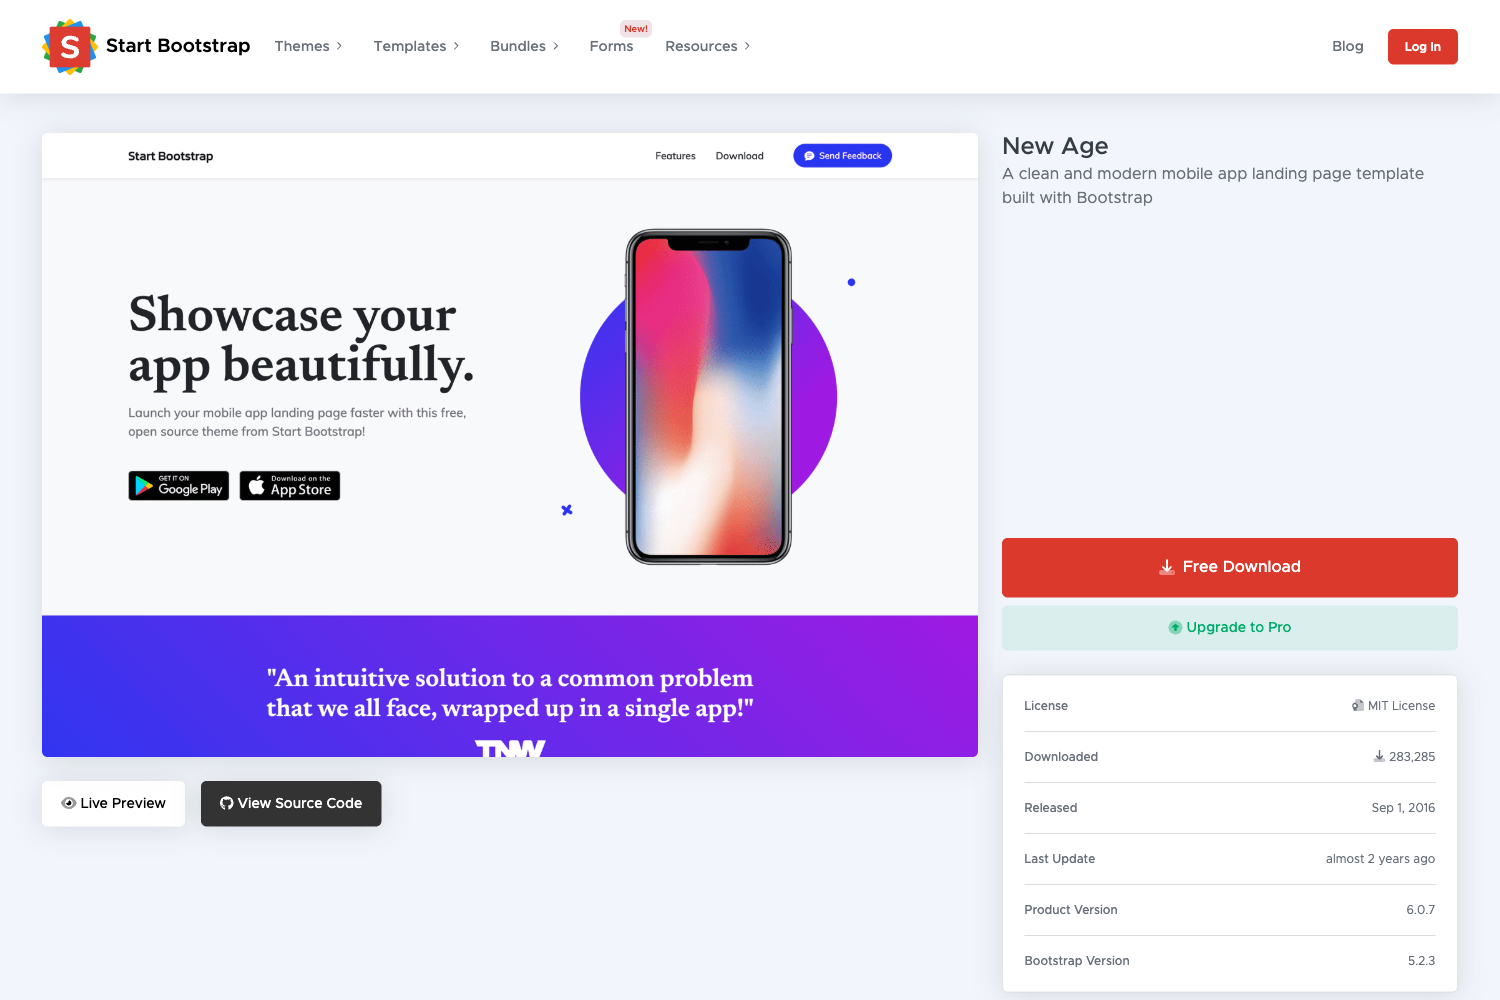 S Start Bootstrap
Themes
Templates
Bundles
Forms
New!
Resources
Blog
Log In
Start Bootstrap
Features
Download
Send Feedback
Showcase your
app beautifully.
Launch your mobile app landing page faster with this free,
open source theme from Start Bootstrap!
GET IT ON
Google Play
Download on the
App Store
"An intuitive solution to a common problem
that we all face, wrapped up in a single app!"
TNW
Live Preview
View Source Code
New Age
A clean and modern mobile app landing page template
built with Bootstrap
Free Download
Upgrade to Pro
License MIT License
Downloaded 283,285
Released Sep 1, 2016
Last Update almost 2 years ago
Product Version 6.0.7
Bootstrap Version 5.2.3